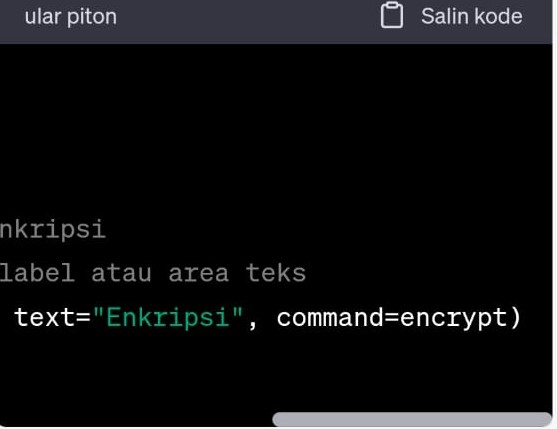 ular piton
Salin kode
nkripsi
label atau area teks
text="Enkripsi", command=encrypt)